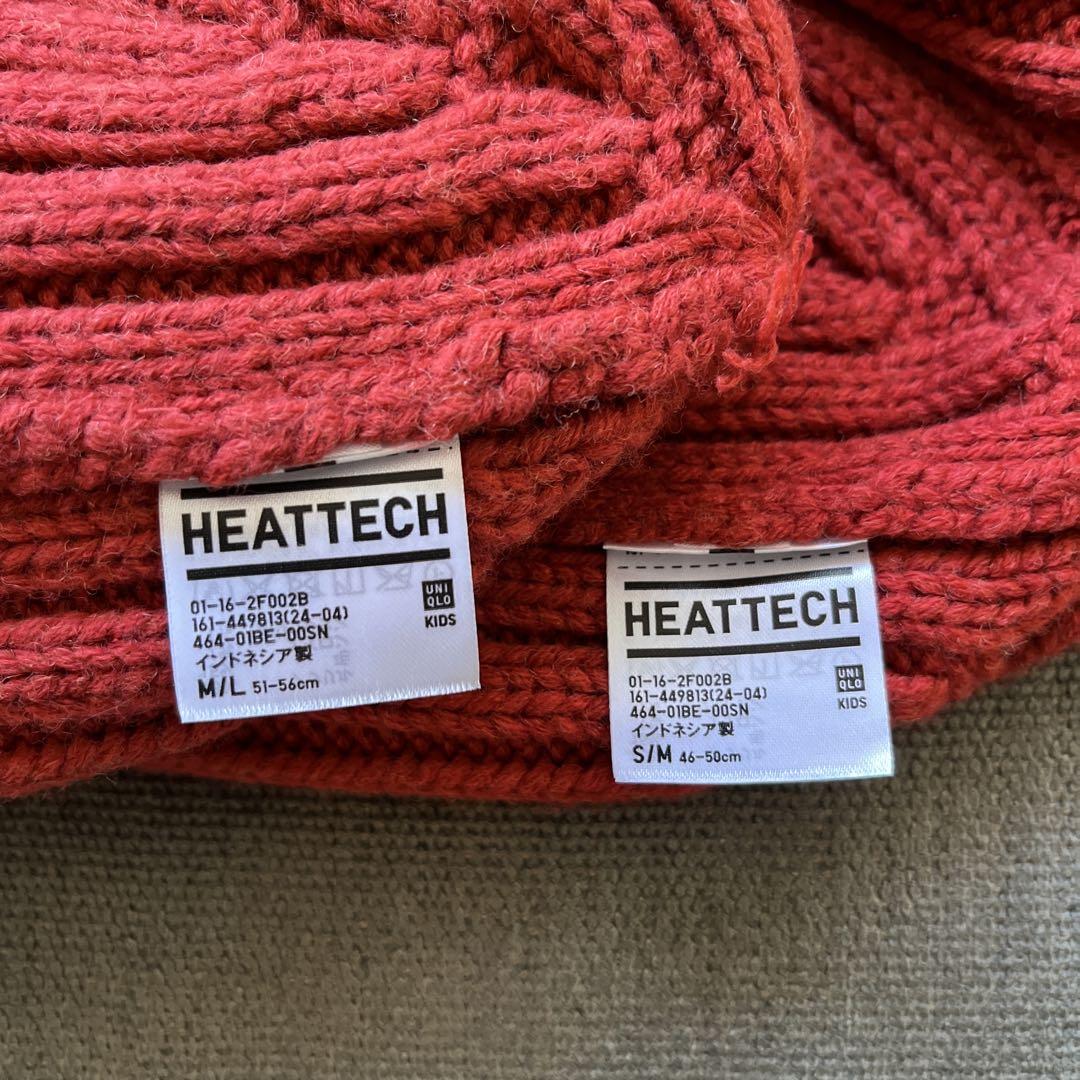 HEATTECH
01-16-2F002B
161-449813(24-04)
464-01BE-00SN
インドネシア製
M/L 51-56cm
UNI
QLO
KIDS
HEATTECH
01-16-2F002B
161-449813(24-04)
464-01BE-00SN
インドネシア製
S/M 46-50cm
UNI
QLO
KIDS